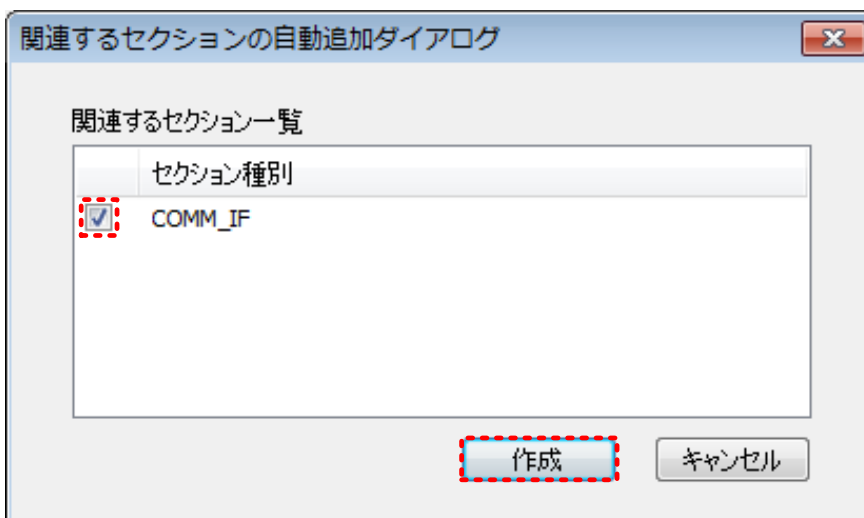 関連するセクションの自動追加ダイアログ
関連するセクション一覧
セクション種別
COMM_IF
作成
キャンセル